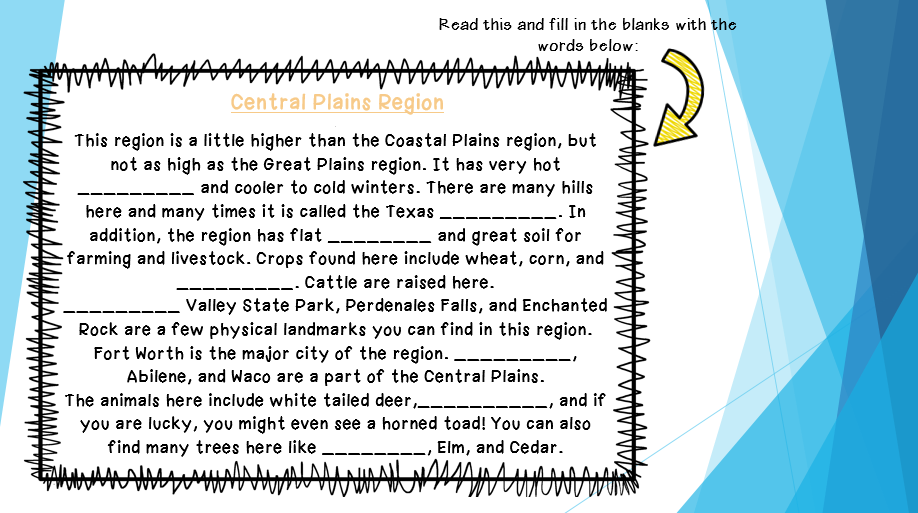 Read this and fill in the blanks with the
words below:
Central Plains Region
This region is a little higher than the Coastal Plains region, but
not as high as the Great Plains region. It has very hot
_________ and cooler to cold winters. There are many hills
here and many times it is called the Texas _________. In
addition, the region has flat ________ and great soil for
farming and livestock. Crops found here include wheat, corn, and
_________. Cattle are raised here.
_________ Valley State Park, Perdenales Falls, and Enchanted
Rock are a few physical landmarks you can find in this region.
Fort Worth is the major city of the region. _________,
Abilene, and Waco are a part of the Central Plains.
The animals here include white tailed deer,__________, and if
you are lucky, you might even see a horned toad! You can also
find many trees here like ________, Elm, and Cedar.